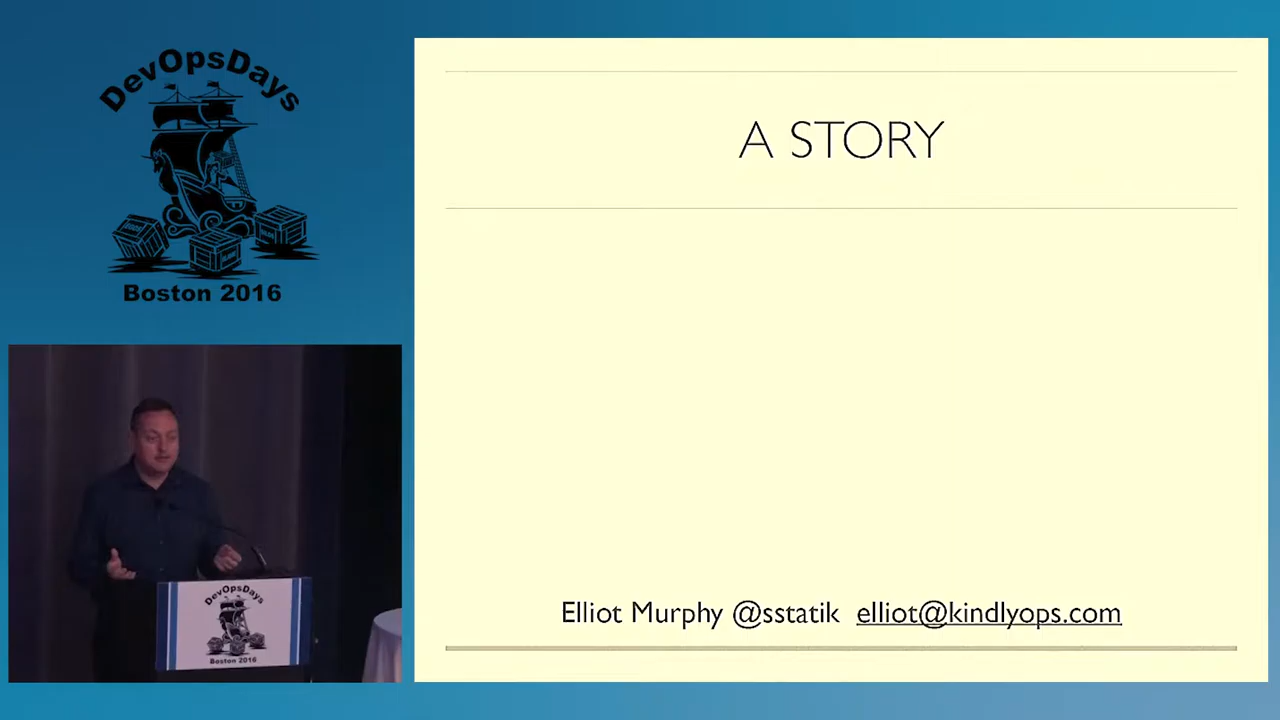 DevOpsDays
Boston 2016
A STORY
Elliot Murphy @sstatik elliot@kindlyops.com
DevOpsDays
Boston 2016